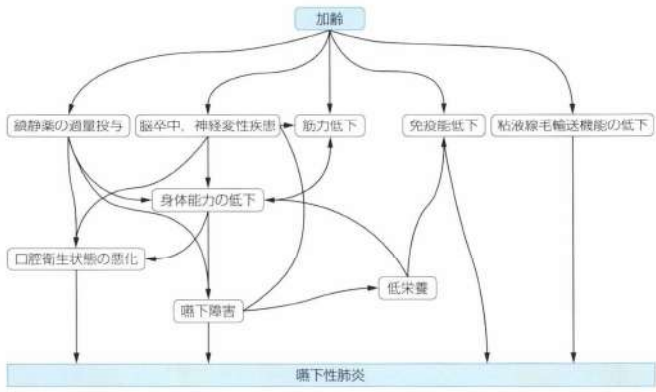 加齢
鎮静薬の過量投与
脳卒中，神経変性疾患
筋力低下
免疫能低下
粘液線毛輸送機能の低下
身体能力の低下
口腔衛生状態の悪化
低栄養
嚥下障害
嚥下性肺炎